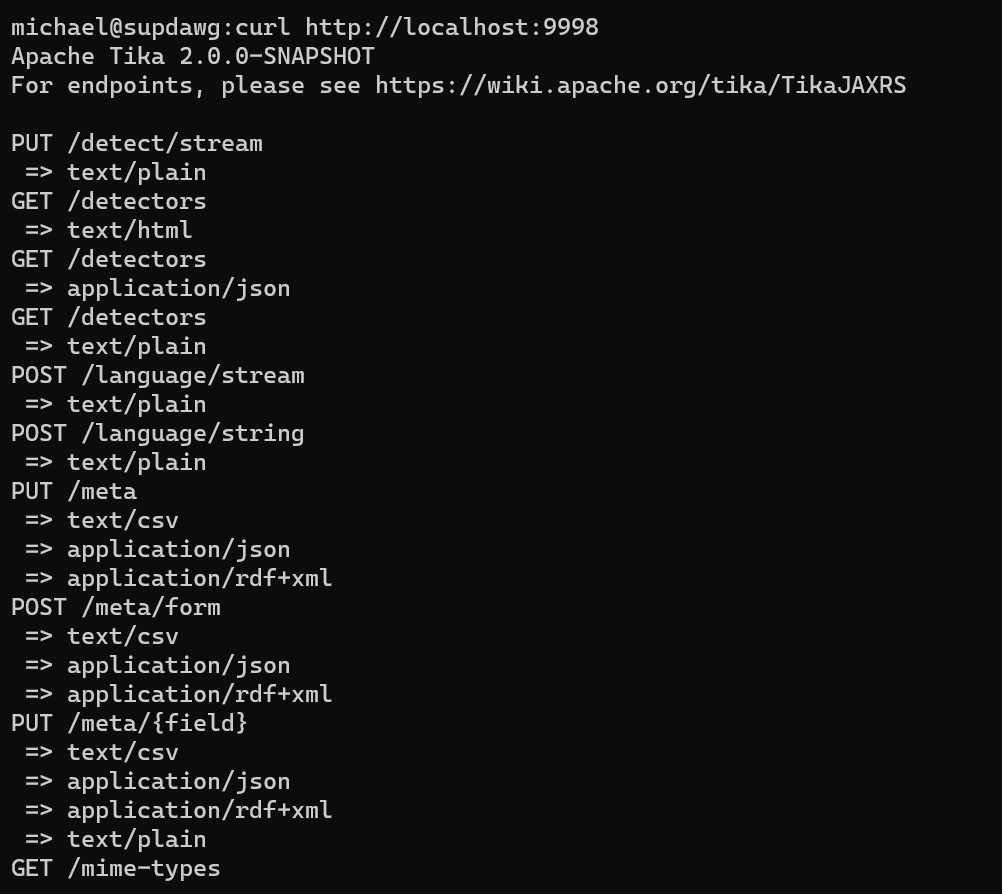 michael@supdawg:curl http://localhost:9998
Apache Tika 2.0.0-SNAPSHOT
For endpoints, please see https://wiki.apache.org/tika/TikaJAXRS

PUT /detect/stream
 => text/plain
GET /detectors
 => text/html
GET /detectors
 => application/json
GET /detectors
 => text/plain
POST /language/stream
 => text/plain
POST /language/string
 => text/plain
PUT /meta
 => text/csv
 => application/json
 => application/rdf+xml
POST /meta/form
 => text/csv
 => application/json
 => application/rdf+xml
PUT /meta/{field}
 => text/csv
 => application/json
 => application/rdf+xml
 => text/plain
GET /mime-types